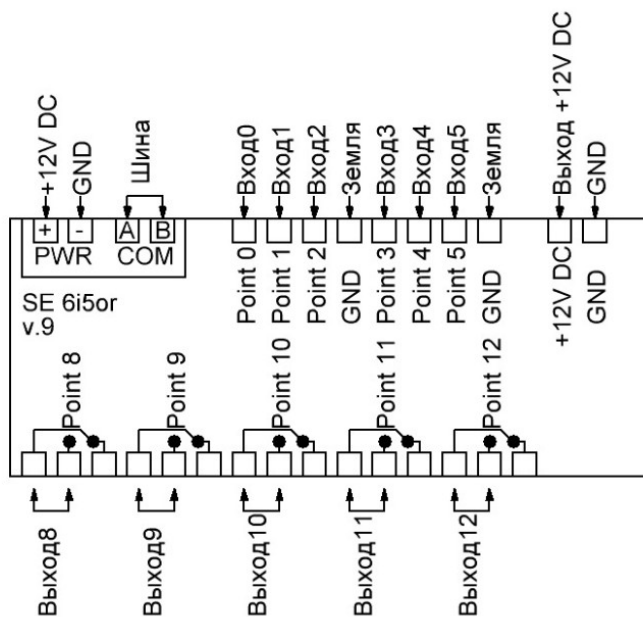 +12V DC
GND
Шина
Вход0
Вход1
Вход2
Земля
Вход3
Вход4
Вход5
Земля
Выход +12V DC
GND
+
-
A
B
PWR
COM
Point 0
Point 1
Point 2
GND
Point 3
Point 4
Point 5
GND
+12V DC
GND
SE 6i5or
v.9
Point 8
Point 9
Point 10
Point 11
Point 12
Выход8
Выход9
Выход10
Выход11
Выход12